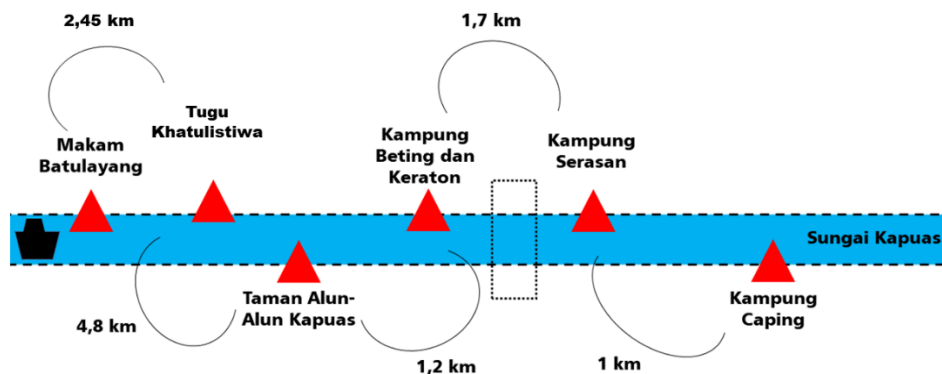 2,45 km
1,7 km
Tugu
Khatulistiwa
Makam
Batulayang
Kampung
Beting dan
Keraton
Kampung
Serasan
Sungai Kapuas
Taman Alun-
Alun Kapuas
Kampung
Caping
4,8 km
1,2 km
1 km